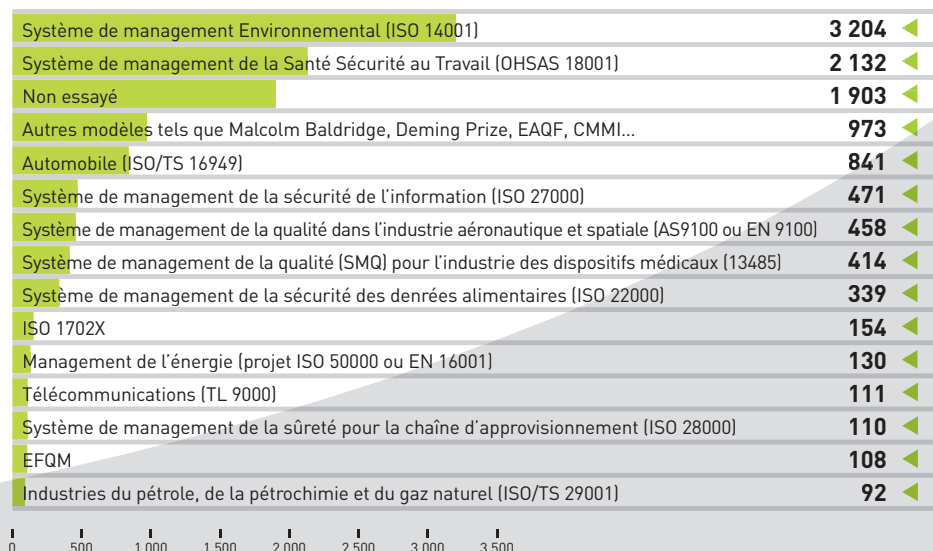 Système de management Environnemental (ISO 14001) 3 204
Système de management de la Santé Sécurité au Travail (OHSAS 18001) 2 132
Non essayé 1 903
Autres modèles tels que Malcolm Baldridge, Deming Prize, EAQF, CMMI... 973
Automobile (ISO/TS 16949) 841
Système de management de la sécurité de l'information (ISO 27000) 471
Système de management de la qualité dans l'industrie aéronautique et spatiale (AS9100 ou EN 9100) 458
Système de management de la qualité (SMQ) pour l'industrie des dispositifs médicaux (13485) 414
Système de management de la sécurité des denrées alimentaires (ISO 22000) 339
ISO 1702X 154
Management de l'énergie (projet ISO 50000 ou EN 16001) 130
Télécommunications (TL 9000) 111
Système de management de la sûreté pour la chaîne d'approvisionnement (ISO 28000) 110
EFQM 108
Industries du pétrole, de la pétrochimie et du gaz naturel (ISO/TS 29001) 92
0 500 1 000 1 500 2 000 2 500 3 000 3 500